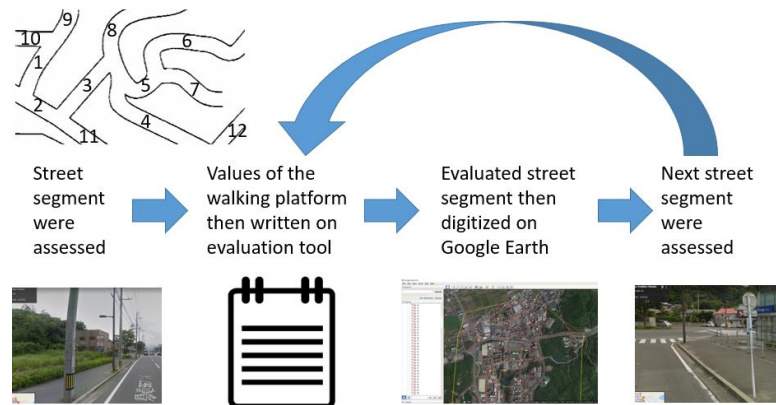 9
8
10
6
1
3
5
7
2
4
11
12
Street
segment
were
assessed
Values of the
walking platform
then written on
evaluation tool
Evaluated street
segment then
digitized on
Google Earth
Next street
segment
were
assessed